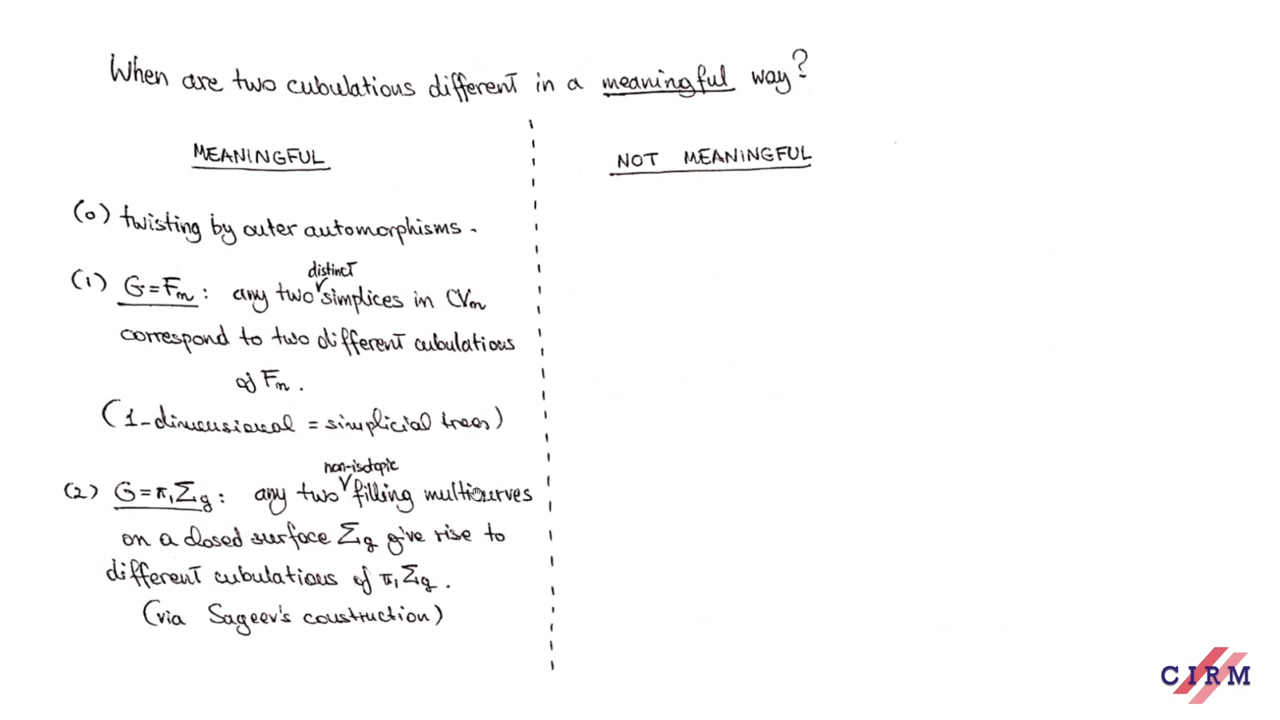 When are two cubulations different in a meaningful way?
MEANINGFUL
(0) twisting by outer automorphisms.
(1) G=Fₙ: any two distinct simplices in CVₙ
correspond to two different cubulations
of Fₙ.
(1-dimensional = simplicial trees)
(2) G=π₁Σg: any two non-isotopic filling multicurves
on a closed surface Σg give rise to
different cubulations of π₁Σg.
(via Sageev's construction)
NOT MEANINGFUL
CIRM